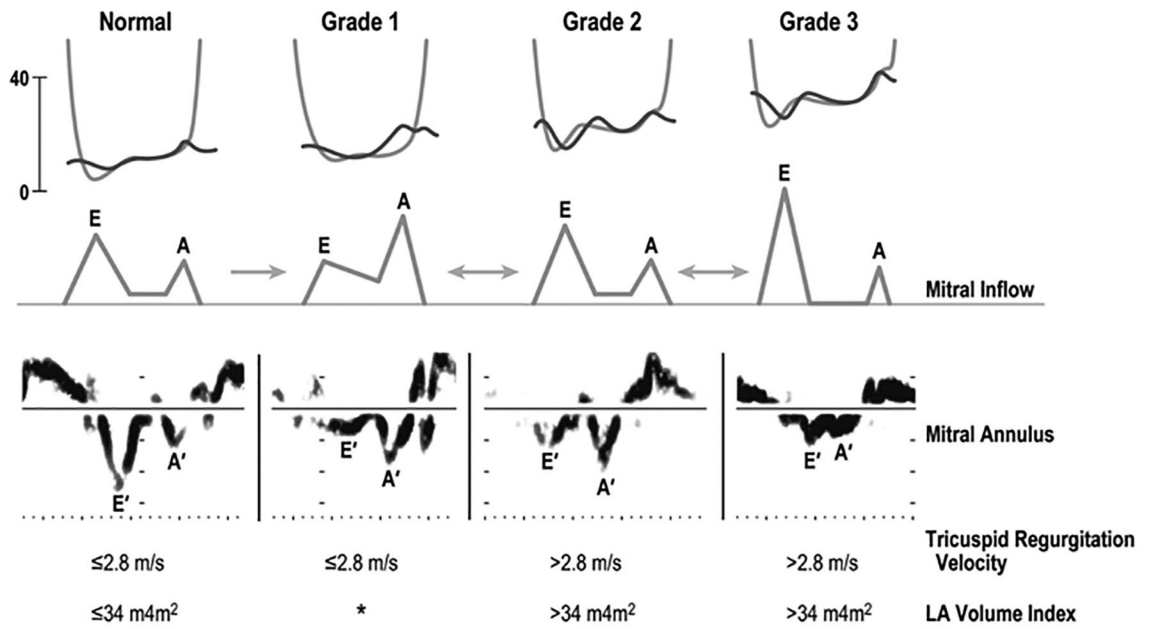 Normal Grade 1 Grade 2 Grade 3
40
0
E A E A E A E A
Mitral Inflow
E′ A′ E′ A′ E′ A′ E′ A′
Mitral Annulus
≤2.8 m/s ≤2.8 m/s >2.8 m/s >2.8 m/s Tricuspid Regurgitation
Velocity
≤34 m4m² * >34 m4m² >34 m4m² LA Volume Index